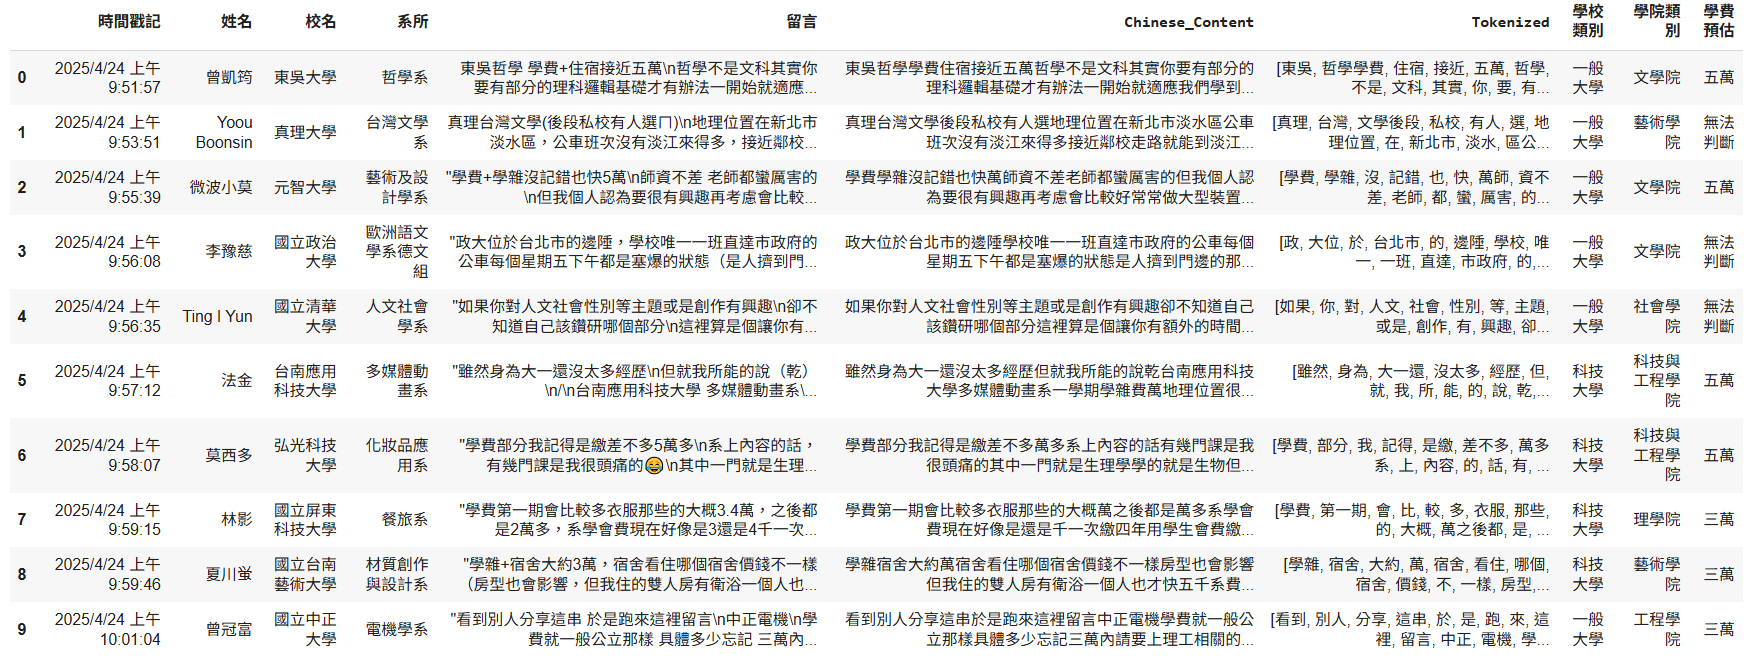 時間戳記 姓名 校名 系所 留言 Chinese_Content Tokenized 學校類別 學院類別 學費預估
0 2025/4/24 上午 9:51:57 曾凱筠 東吳大學 哲學系 東吳哲學 學費+住宿接近五萬\n哲學不是文科其實你要有部分的理科邏輯基礎才有辦法一開始就適應... 東吳哲學學費住宿接近五萬哲學不是文科其實你要有部分的理科邏輯基礎才有辦法一開始就適應我們學到... [東吳, 哲學學費, 住宿, 接近, 五萬, 哲學, 不是, 文科, 其實, 你, 要, 有... 一般大學 文學院 五萬
1 2025/4/24 上午 9:53:51 Yoou Boonsin 真理大學 台灣文學系 真理台灣文學(後段私校有人選ㄇ)\n地理位置在新北市淡水區，公車班次沒有淡江來得多，接近鄰校... 真理台灣文學後段私校有人選地理位置在新北市淡水區公車班次沒有淡江來得多接近鄰校走路就能到淡江... [真理, 台灣, 文學後段, 私校, 有人, 選, 地理位置, 在, 新北市, 淡水, 區公... 一般大學 藝術學院 無法判斷
2 2025/4/24 上午 9:55:39 微波小莫 元智大學 藝術及設計學系 "學費+學雜沒記錯也快5萬\n師資不差 老師都蠻厲害的\n但我個人認為要很有興趣再考慮會比較... 學費學雜沒記錯也快萬師資不差老師都蠻厲害的但我個人認為要很有興趣再考慮會比較好常常做大型裝置... [學費, 學雜, 沒, 記錯, 也, 快, 萬師, 資不差, 老師, 都, 蠻, 厲害, 的... 一般大學 文學院 五萬
3 2025/4/24 上午 9:56:08 李豫慈 國立政治大學 歐洲語文學系德文組 "政大位於台北市的邊陲，學校唯一一班直達市政府的公車每個星期五下午都是塞爆的狀態（是人擠到門... 政大位於台北市的邊陲學校唯一一班直達市政府的公車每個星期五下午都是塞爆的狀態是人擠到門邊的那... [政, 大位, 於, 台北市, 的, 邊陲, 學校, 唯一, 一班, 直達, 市政府, 的,... 一般大學 文學院 無法判斷
4 2025/4/24 上午 9:56:35 Ting I Yun 國立清華大學 人文社會學系 "如果你對人文社會性別等主題或是創作有興趣\n卻不知道自己該鑽研哪個部分\n這裡算是個讓你有... 如果你對人文社會性別等主題或是創作有興趣卻不知道自己該鑽研哪個部分這裡算是個讓你有額外的時間... [如果, 你, 對, 人文, 社會, 性別, 等, 主題, 或是, 創作, 有, 興趣, 卻... 一般大學 社會學院 無法判斷
5 2025/4/24 上午 9:57:12 法金 台南應用科技大學 多媒體動畫系 "雖然身為大一還沒太多經歷\n但就我所能的說（乾）\n/\n台南應用科技大學 多媒體動畫系\... 雖然身為大一還沒太多經歷但就我所能的說乾台南應用科技大學多媒體動畫系一學期學雜費萬地理位置很... [雖然, 身為, 大一還, 沒太多, 經歷, 但, 就, 我, 所, 能, 的, 說, 乾,... 科技大學 科技與工程學院 五萬
6 2025/4/24 上午 9:58:07 莫西多 弘光科技大學 化妝品應用系 "學費部分我記得是繳差不多5萬多\n系上內容的話，有幾門課是我很頭痛的😂\n其中一門就是生理... 學費部分我記得是繳差不多萬多系上內容的話有幾門課是我很頭痛的其中一門就是生理學學的就是生物但... [學費, 部分, 我, 記得, 是繳, 差不多, 萬多系, 上, 內容, 的, 話, 有, ... 科技大學 科技與工程學院 五萬
7 2025/4/24 上午 9:59:15 林影 國立屏東科技大學 餐旅系 "學費第一期會比較多衣服那些的大概3.4萬，之後都是2萬多，系學會費現在好像是3還是4千一次... 學費第一期會比較多衣服那些的大概萬之後都是萬多系學會費現在好像是還是千一次繳四年用學生會費繳... [學費, 第一期, 會, 比, 較, 多, 衣服, 那些, 的, 大概, 萬之後都, 是, ... 科技大學 理學院 三萬
8 2025/4/24 上午 9:59:46 夏川蛍 國立台南藝術大學 材質創作與設計系 "學雜+宿舍大約3萬，宿舍看住哪個宿舍價錢不一樣（房型也會影響，但我住的雙人房有衛浴一個人也... 學雜宿舍大約萬宿舍看住哪個宿舍價錢不一樣房型也會影響但我住的雙人房有衛浴一個人也才快五千系費... [學雜, 宿舍, 大約, 萬, 宿舍, 看住, 哪個, 宿舍, 價錢, 不, 一樣, 房型,... 科技大學 藝術學院 三萬
9 2025/4/24 上午 10:01:04 曾冠富 國立中正大學 電機學系 "看到別人分享這串 於是跑來這裡留言\n中正電機\n學費就一般公立那樣 具體多少忘記 三萬內... 看到別人分享這串於是跑來這裡留言中正電機學費就一般公立那樣具體多少忘記三萬內請要上理工相關的... [看到, 別人, 分享, 這串, 於, 是, 跑, 來, 這裡, 留言, 中正, 電機, 學... 一般大學 工程學院 三萬